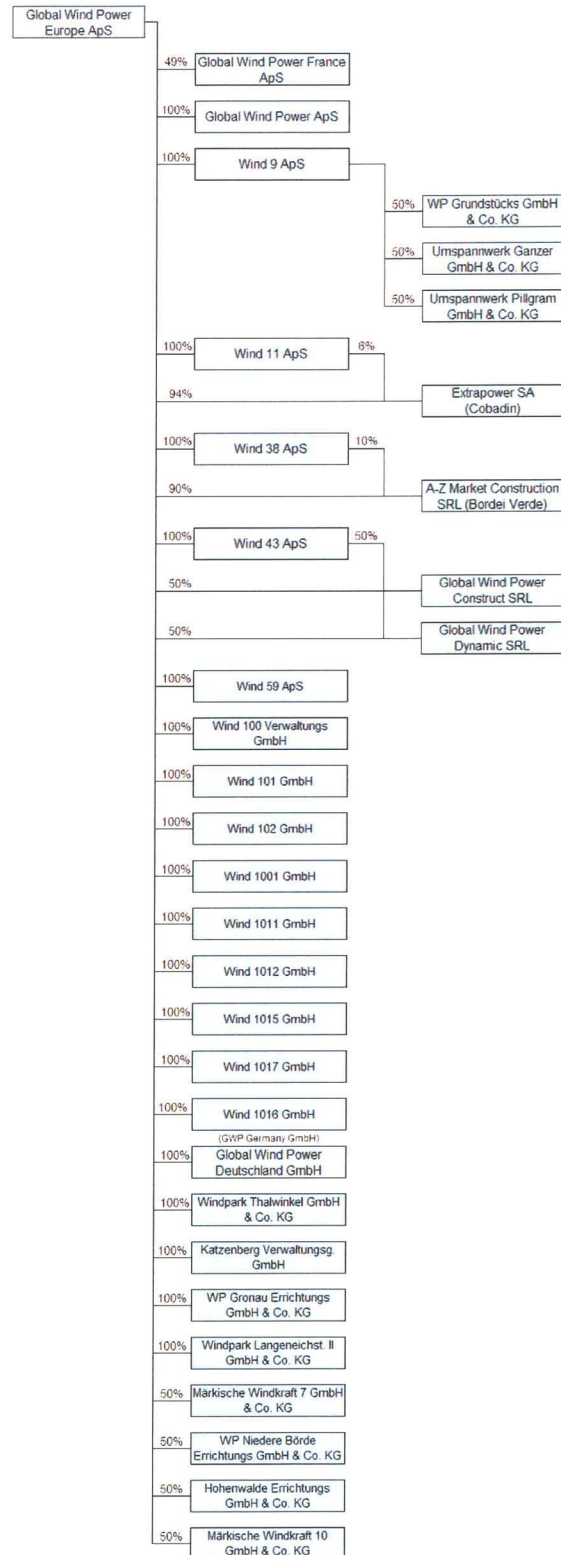 Global Wind Power
Europe ApS
49%
Global Wind Power France
ApS
100%
Global Wind Power ApS
100%
Wind 9 ApS
50%
WP Grundstücks GmbH
& Co. KG
50%
Umspannwerk Ganzer
GmbH & Co. KG
50%
Umspannwerk Pillgram
GmbH & Co. KG
100%
Wind 11 ApS
6%
94%
Extrapower SA
(Cobadin)
100%
Wind 38 ApS
10%
90%
A-Z Market Construction
SRL (Bordei Verde)
100%
Wind 43 ApS
50%
50%
Global Wind Power
Construct SRL
50%
Global Wind Power
Dynamic SRL
100%
Wind 59 ApS
100%
Wind 100 Verwaltungs
GmbH
100%
Wind 101 GmbH
100%
Wind 102 GmbH
100%
Wind 1001 GmbH
100%
Wind 1011 GmbH
100%
Wind 1012 GmbH
100%
Wind 1015 GmbH
100%
Wind 1017 GmbH
100%
Wind 1016 GmbH
(GWP Germany GmbH)
100%
Global Wind Power
Deutschland GmbH
100%
Windpark Thalwinkel GmbH
& Co. KG
100%
Katzenberg Verwaltungsg.
GmbH
100%
WP Gronau Errichtungs
GmbH & Co. KG
100%
Windpark Langeneichst. II
GmbH & Co. KG
50%
Märkische Windkraft 7 GmbH
& Co. KG
50%
WP Niedere Börde
Errichtungs GmbH & Co. KG
50%
Hohenwalde Errichtungs
GmbH & Co. KG
50%
Märkische Windkraft 10
GmbH & Co. KG